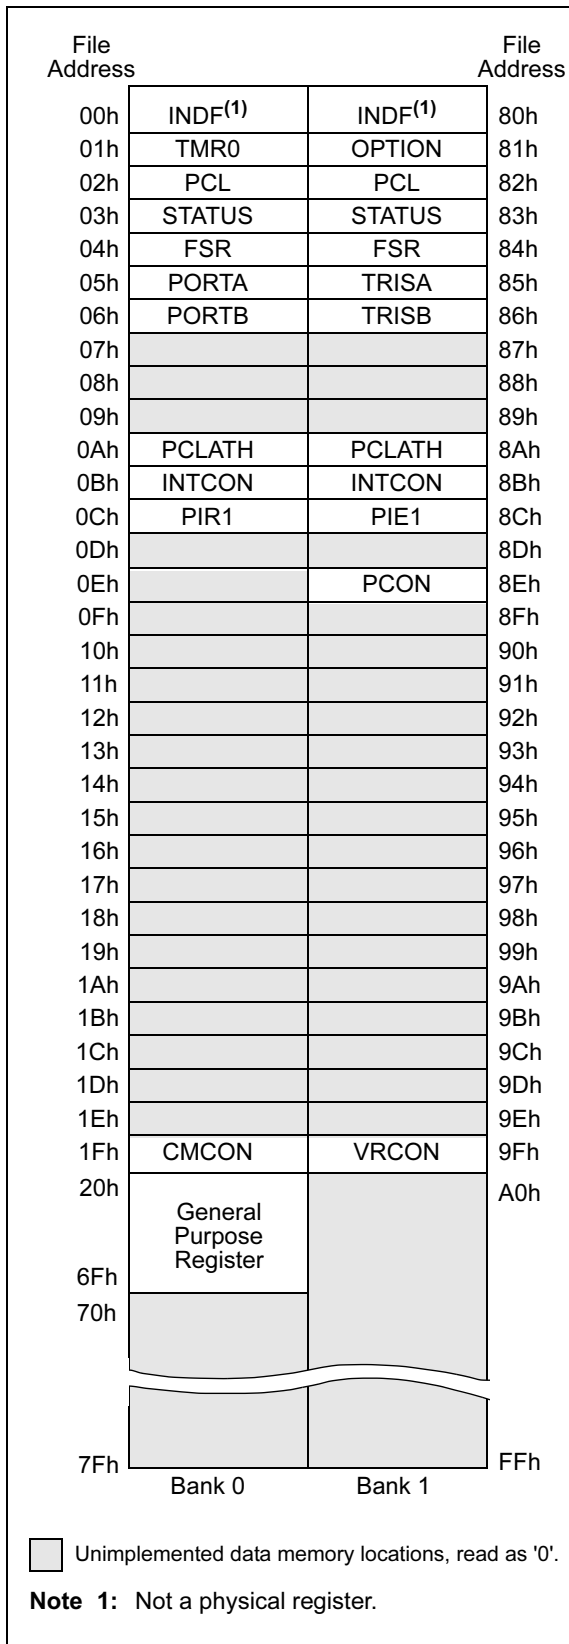 File Address File Address
00h INDF(1) INDF(1) 80h
01h TMR0 OPTION 81h
02h PCL PCL 82h
03h STATUS STATUS 83h
04h FSR FSR 84h
05h PORTA TRISA 85h
06h PORTB TRISB 86h
07h 87h
08h 88h
09h 89h
0Ah PCLATH PCLATH 8Ah
0Bh INTCON INTCON 8Bh
0Ch PIR1 PIE1 8Ch
0Dh 8Dh
0Eh PCON 8Eh
0Fh 8Fh
10h 90h
11h 91h
12h 92h
13h 93h
14h 94h
15h 95h
16h 96h
17h 97h
18h 98h
19h 99h
1Ah 9Ah
1Bh 9Bh
1Ch 9Ch
1Dh 9Dh
1Eh 9Eh
1Fh CMCON VRCON 9Fh
20h A0h
General
Purpose
Register
6Fh
70h
7Fh FFh
Bank 0 Bank 1
Unimplemented data memory locations, read as '0'.
Note 1: Not a physical register.